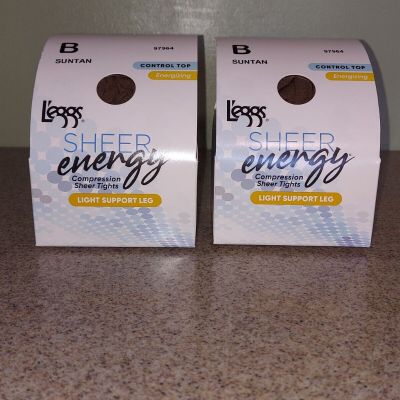 B
97964
SUNTAN
CONTROL TOP
Energizing
L'eggs
SHEER
energy
Compression
Sheer Tights
LIGHT SUPPORT LEG
B
97964
SUNTAN
CONTROL TOP
Energizing
L'eggs
SHEER
energy
Compression
Sheer Tights
LIGHT SUPPORT LEG